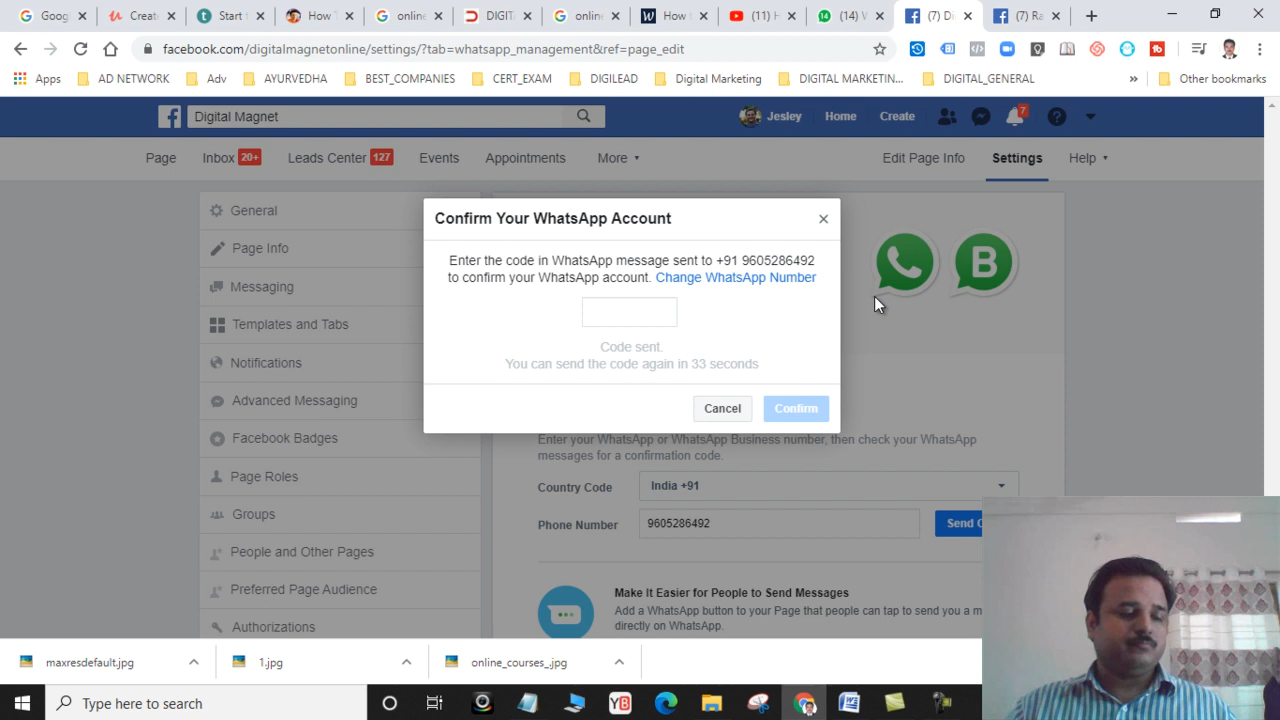 Goog
Create
Start
How T
online
DIGIT
online
How
(11) H
(14) W
(7) Di
(7) Ra
facebook.com/digitalmagnetonline/settings/?tab=whatsapp_management&ref=page_edit
Apps
AD NETWORK
Adv
AYURVEDHA
BEST_COMPANIES
CERT_EXAM
DIGILEAD
Digital Marketing
DIGITAL MARKETIN...
DIGITAL_GENERAL
»
Other bookmarks
Digital Magnet
Jesley
Home
Create
7
Page
Inbox 20+
Leads Center 127
Events
Appointments
More
Edit Page Info
Settings
Help
General
Page Info
Messaging
Templates and Tabs
Notifications
Advanced Messaging
Facebook Badges
Page Roles
Groups
People and Other Pages
Preferred Page Audience
Authorizations
Confirm Your WhatsApp Account
Enter the code in WhatsApp message sent to +91 9605286492
to confirm your WhatsApp account. Change WhatsApp Number
Code sent.
You can send the code again in 33 seconds
Cancel
Confirm
B
Enter your WhatsApp or WhatsApp Business number, then check your WhatsApp
messages for a confirmation code.
Country Code
India +91
Phone Number
9605286492
Send
Make It Easier for People to Send Messages
Add a WhatsApp button to your Page that people can tap to send you a m
directly on WhatsApp.
maxresdefault.jpg
1.jpg
online_courses_.jpg
Type here to search
YB